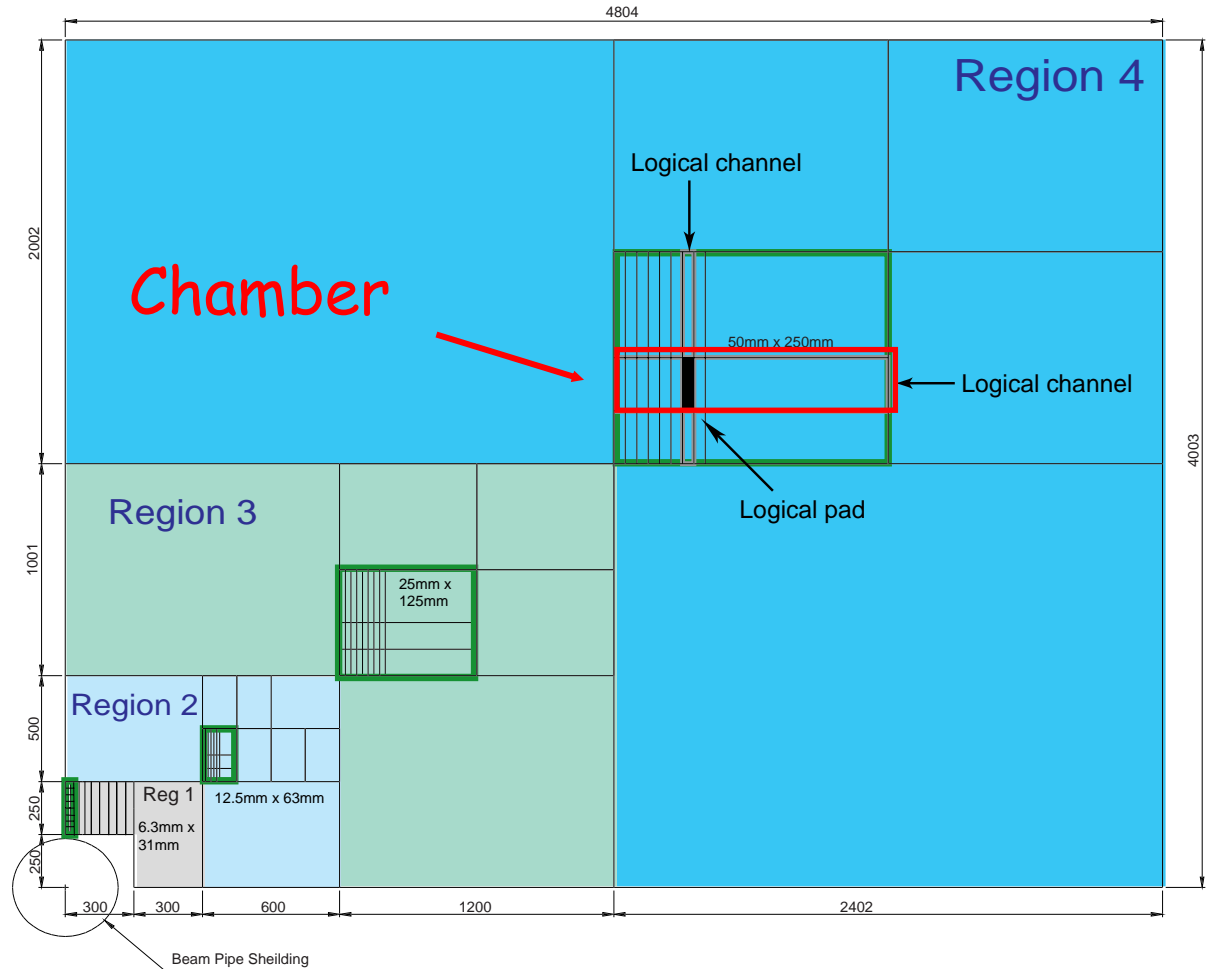 4804
Region 4
Logical channel
2002
Chamber
50mm x 250mm
Logical channel
4003
Logical pad
Region 3
1001
25mm x
125mm
Region 2
500
Reg 1
12.5mm x 63mm
250
6.3mm x
31mm
250
300
300
600
1200
2402
Beam Pipe Sheilding